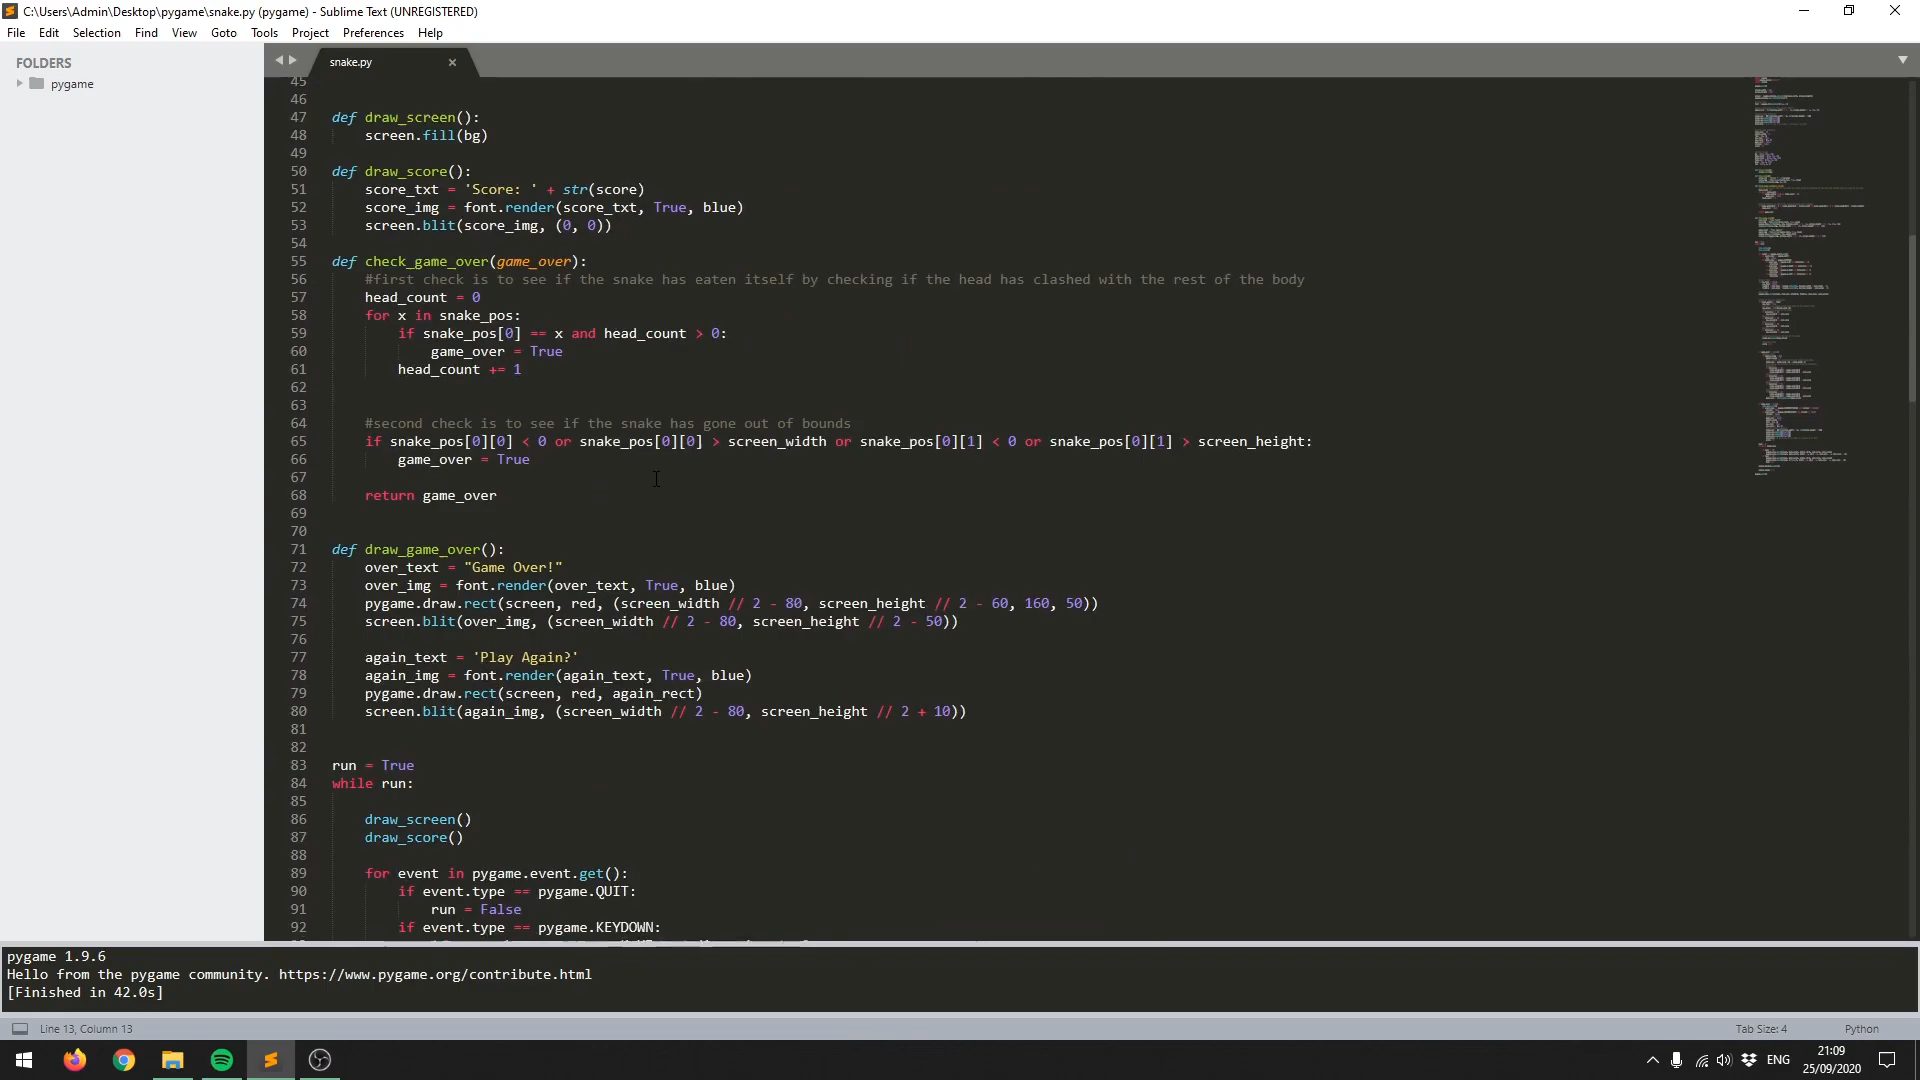 C:\Users\Admin\Desktop\pygame\snake.py (pygame) - Sublime Text (UNREGISTERED)
File Edit Selection Find View Goto Tools Project Preferences Help
FOLDERS
pygame
snake.py
45
46
47 def draw_screen():
48     screen.fill(bg)
49
50 def draw_score():
51     score_txt = 'Score: ' + str(score)
52     score_img = font.render(score_txt, True, blue)
53     screen.blit(score_img, (0, 0))
54
55 def check_game_over(game_over):
56     #first check is to see if the snake has eaten itself by checking if the head has clashed with the rest of the body
57     head_count = 0
58     for x in snake_pos:
59         if snake_pos[0] == x and head_count > 0:
60             game_over = True
61         head_count += 1
62
63
64     #second check is to see if the snake has gone out of bounds
65     if snake_pos[0][0] < 0 or snake_pos[0][0] > screen_width or snake_pos[0][1] < 0 or snake_pos[0][1] > screen_height:
66         game_over = True
67
68     return game_over
69
70
71 def draw_game_over():
72     over_text = "Game Over!"
73     over_img = font.render(over_text, True, blue)
74     pygame.draw.rect(screen, red, (screen_width // 2 - 80, screen_height // 2 - 60, 160, 50))
75     screen.blit(over_img, (screen_width // 2 - 80, screen_height // 2 - 50))
76
77     again_text = 'Play Again?'
78     again_img = font.render(again_text, True, blue)
79     pygame.draw.rect(screen, red, again_rect)
80     screen.blit(again_img, (screen_width // 2 - 80, screen_height // 2 + 10))
81
82
83 run = True
84 while run:
85
86     draw_screen()
87     draw_score()
88
89     for event in pygame.event.get():
90         if event.type == pygame.QUIT:
91             run = False
92         if event.type == pygame.KEYDOWN:
pygame 1.9.6
Hello from the pygame community. https://www.pygame.org/contribute.html
[Finished in 42.0s]
Line 13, Column 13
Tab Size: 4
Python
ENG
21:09
25/09/2020